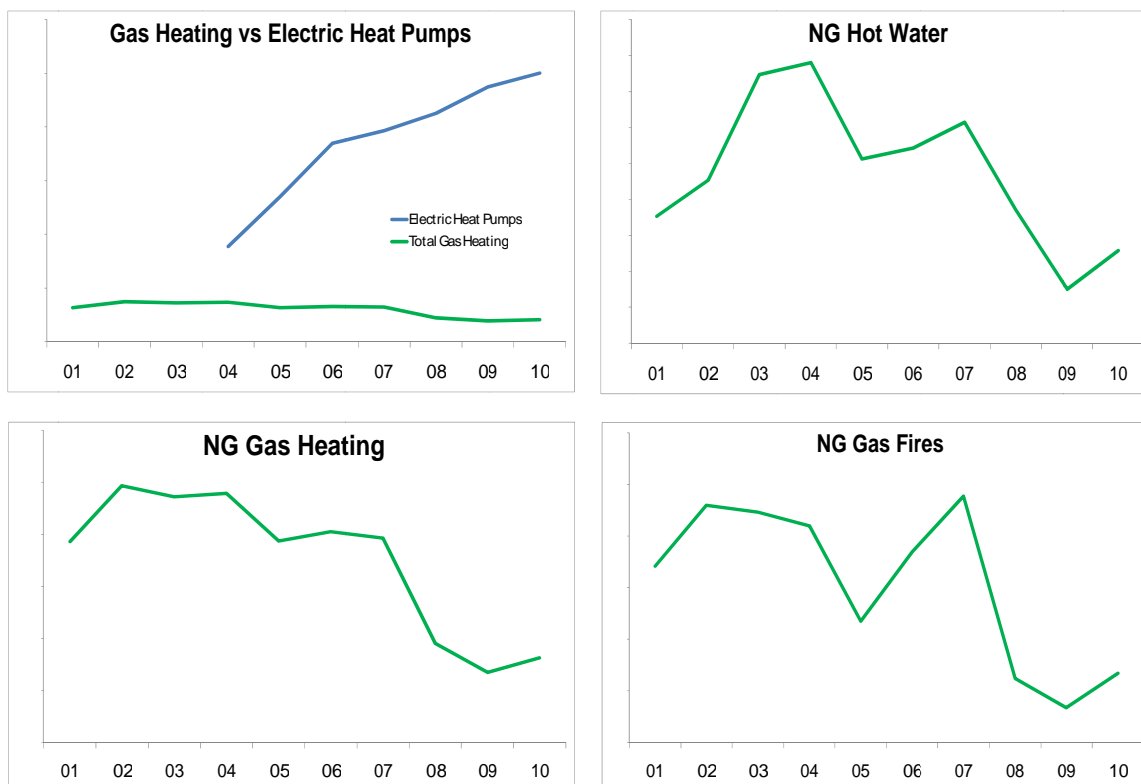 Gas Heating vs Electric Heat Pumps
Electric Heat Pumps
Total Gas Heating
01 02 03 04 05 06 07 08 09 10
NG Hot Water
01 02 03 04 05 06 07 08 09 10
NG Gas Heating
01 02 03 04 05 06 07 08 09 10
NG Gas Fires
01 02 03 04 05 06 07 08 09 10